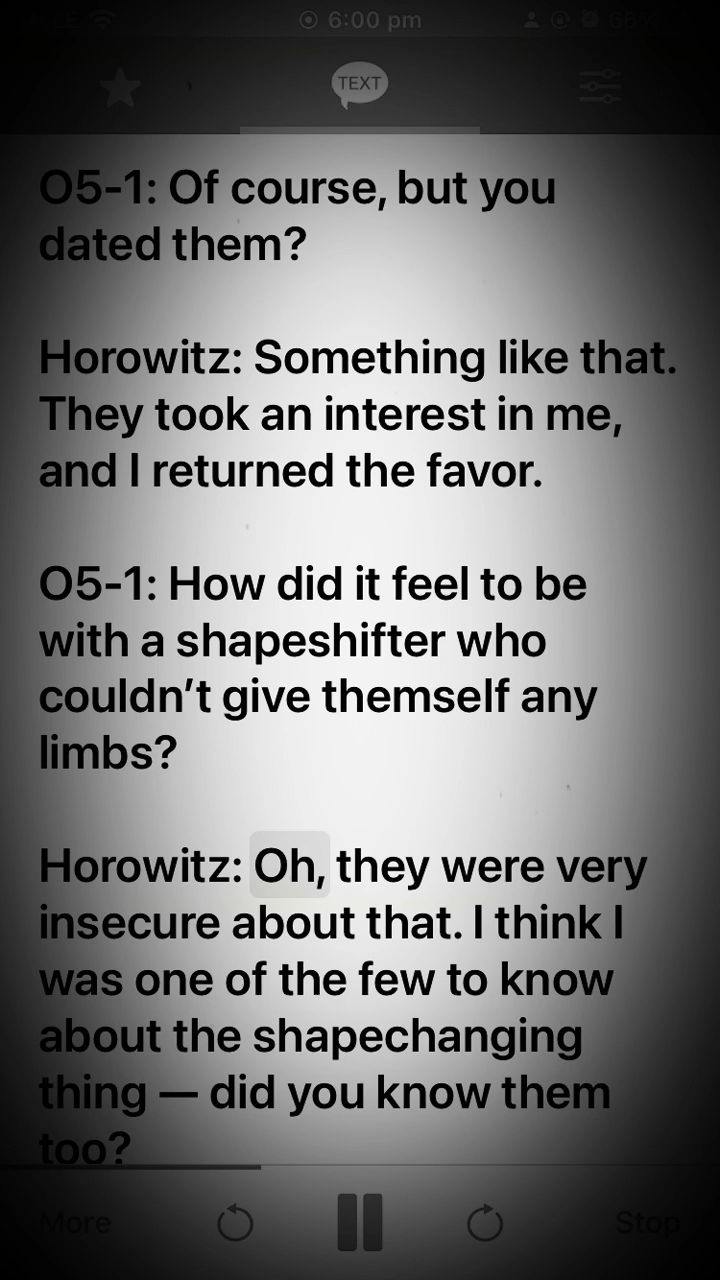 6:00 pm
TEXT
O5-1: Of course, but you
dated them?
Horowitz: Something like that.
They took an interest in me,
and I returned the favor.
O5-1: How did it feel to be
with a shapeshifter who
couldn’t give themself any
limbs?
Horowitz: Oh, they were very
insecure about that. I think I
was one of the few to know
about the shapechanging
thing — did you know them
too?
More
Stop